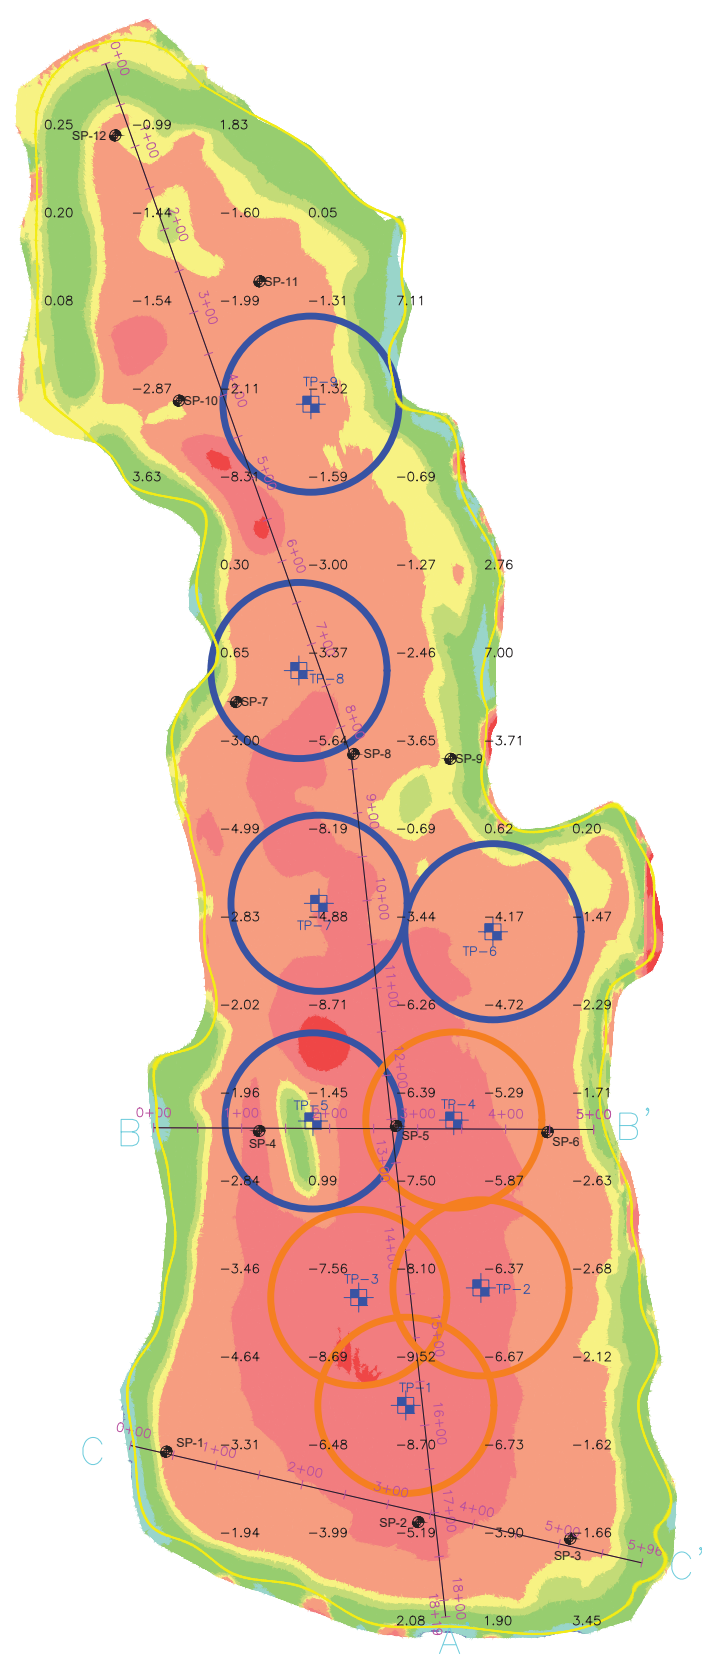 0+00
0.25 -0.99 1.83
SP-12
1+00
0.20 -1.44 -1.60 0.05
2+00
SP-11
0.08 -1.54 -1.99 -1.31 7.11
3+00
TP-9
-2.87 -2.11 -1.32
SP-10
4+00
3.63 -8.31 -1.59 -0.69
5+00
0.30 -3.00 -1.27 2.76
6+00
0.65 -3.37 -2.46 7.00
7+00
TP-8
SP-7
8+00
-3.00 -5.64 -3.65 -3.71
SP-8 SP-9
9+00
-4.99 -8.19 -0.69 0.62 0.20
10+00
-2.83 -4.88 -3.44 -4.17 -1.47
TP-7 TP-6
11+00
-2.02 -8.71 -6.26 -4.72 -2.29
12+00
-1.96 -1.45 -6.39 -5.29 -1.71
TP-5 TP-4
0+00 1+00 2+00 3+00 4+00 5+00
B B'
SP-4 SP-5 SP-6
13+00
-2.84 0.99 -7.50 -5.87 -2.63
14+00
-3.46 -7.56 -8.10 -6.37 -2.68
TP-3 TP-2
15+00
-4.64 -8.69 -9.52 -6.67 -2.12
TP-1
16+00
0+00
C SP-1
-3.31 -6.48 -8.70 -6.73 -1.62
1+00
2+00
3+00
17+00
4+00
SP-2
5+00
-1.94 -3.99 -5.19 -3.90 -1.66
5+96
SP-3 C'
18+00
18+19
2.08 1.90 3.45
A